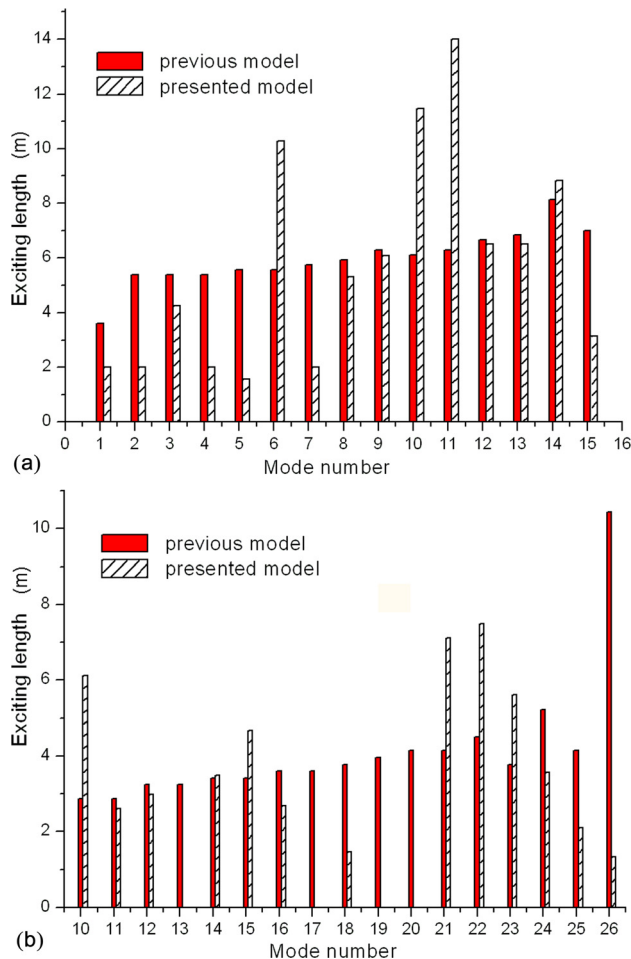 14
12
10
8
6
4
2
0
Exciting length (m)
previous model
presented model
0 1 2 3 4 5 6 7 8 9 10 11 12 13 14 15 16
Mode number
(a)
10
8
6
4
2
0
Exciting length (m)
previous model
presented model
10 11 12 13 14 15 16 17 18 19 20 21 22 23 24 25 26
Mode number
(b)